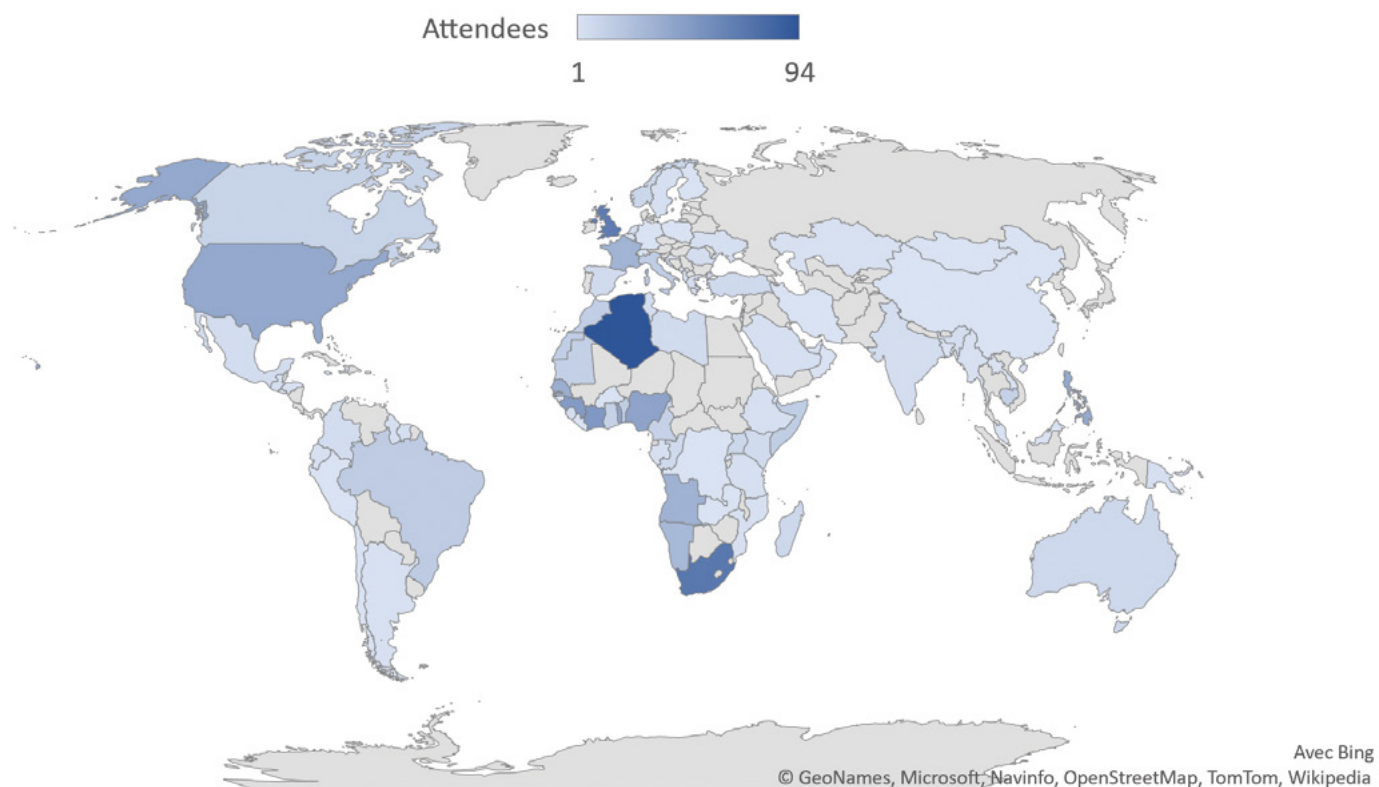 Attendees
1 94
Avec Bing
© GeoNames, Microsoft, Navinfo, OpenStreetMap, TomTom, Wikipedia